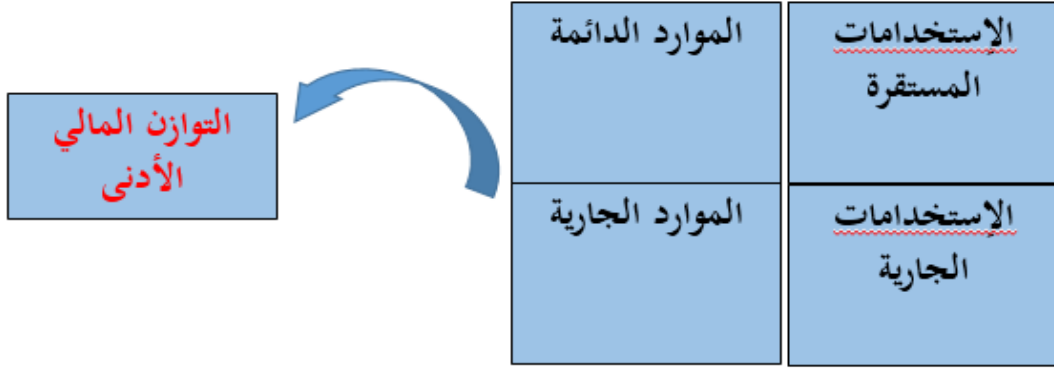 الإستخدامات
المستقرة
الموارد الدائمة
الإستخدامات
الجارية
الموارد الجارية
التوازن المالي
الأدنى